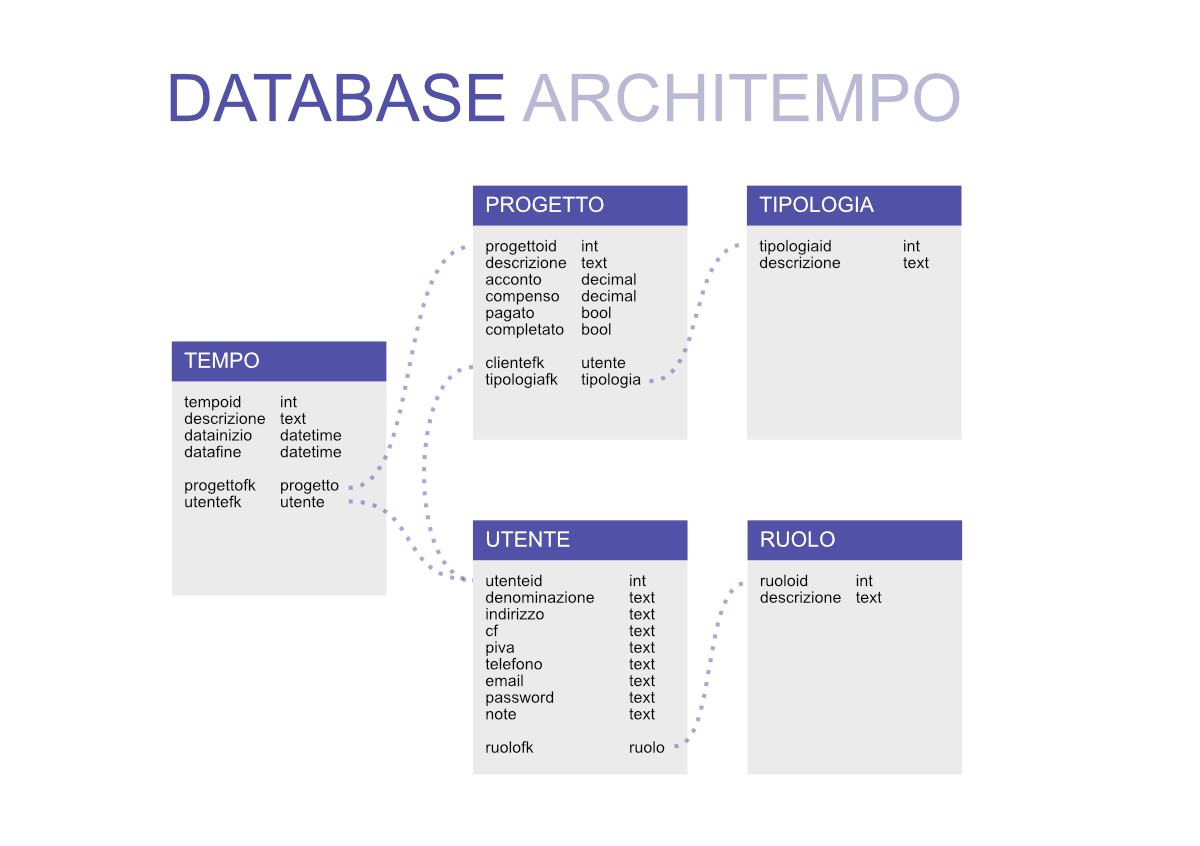 DATABASE ARCHITEMPO
PROGETTO
progettoid int
descrizione text
acconto decimal
compenso decimal
pagato bool
completato bool
clientefk utente
tipologiafk tipologia
TIPOLOGIA
tipologiaid int
descrizione text
TEMPO
tempoid int
descrizione text
datainizio datetime
datafine datetime
progettofk progetto
utentefk utente
UTENTE
utenteid int
denominazione text
indirizzo text
cf text
piva text
telefono text
email text
password text
note text
ruolofk ruolo
RUOLO
ruoloid int
descrizione text